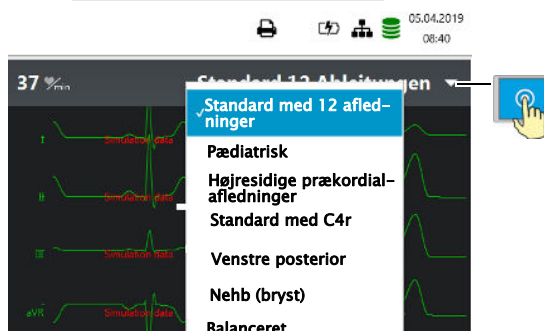 05.04.2019
08:40
37 /min
Standard 12 Ableitungen
✓Standard med 12 afled-
ninger
Pædiatrisk
Højresidige prækordial-
afledninger
Standard med C4r
Venstre posterior
Nehb (bryst)
Balanceret
I
Simulation data
II
Simulation data
III
Simulation data
aVR
Simulation data